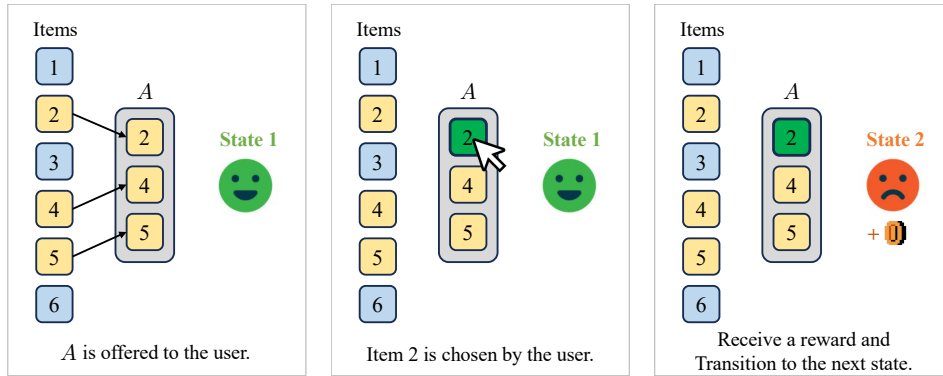 Items
1
2
3
4
5
6
A
2
4
5
State 1
A is offered to the user.
Items
1
2
3
4
5
6
A
2
4
5
State 1
Item 2 is chosen by the user.
Items
1
2
3
4
5
6
A
2
4
5
State 2
+
Receive a reward and
Transition to the next state.